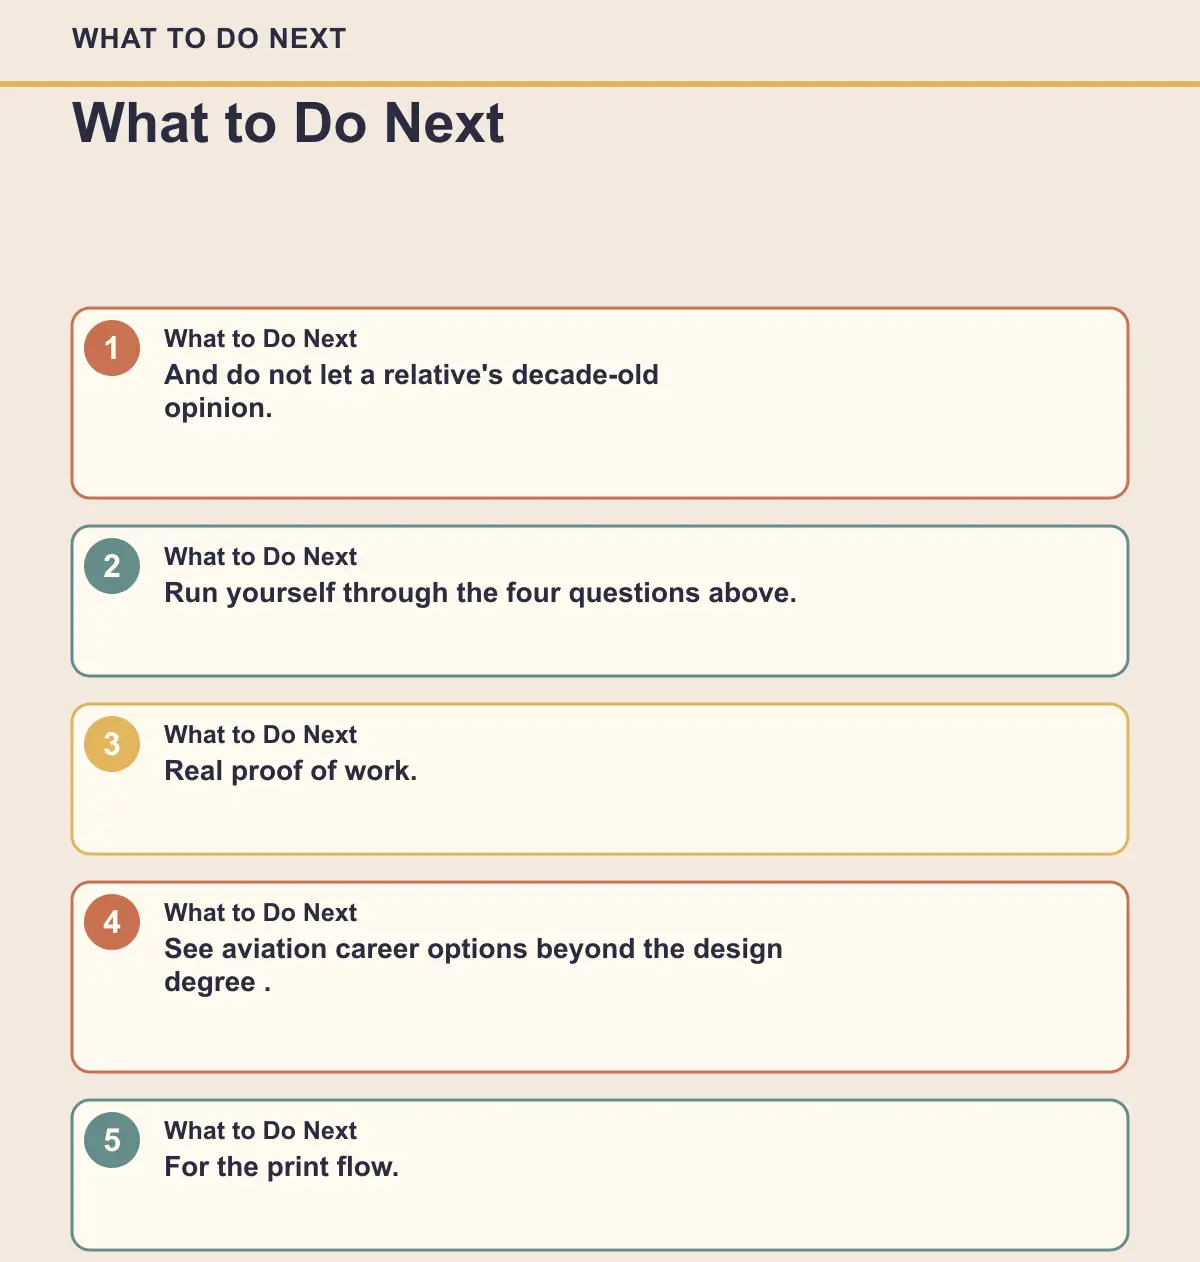 WHAT TO DO NEXT
What to Do Next
1
What to Do Next
And do not let a relative's decade-old
opinion.
2
What to Do Next
Run yourself through the four questions above.
3
What to Do Next
Real proof of work.
4
What to Do Next
See aviation career options beyond the design
degree .
5
What to Do Next
For the print flow.